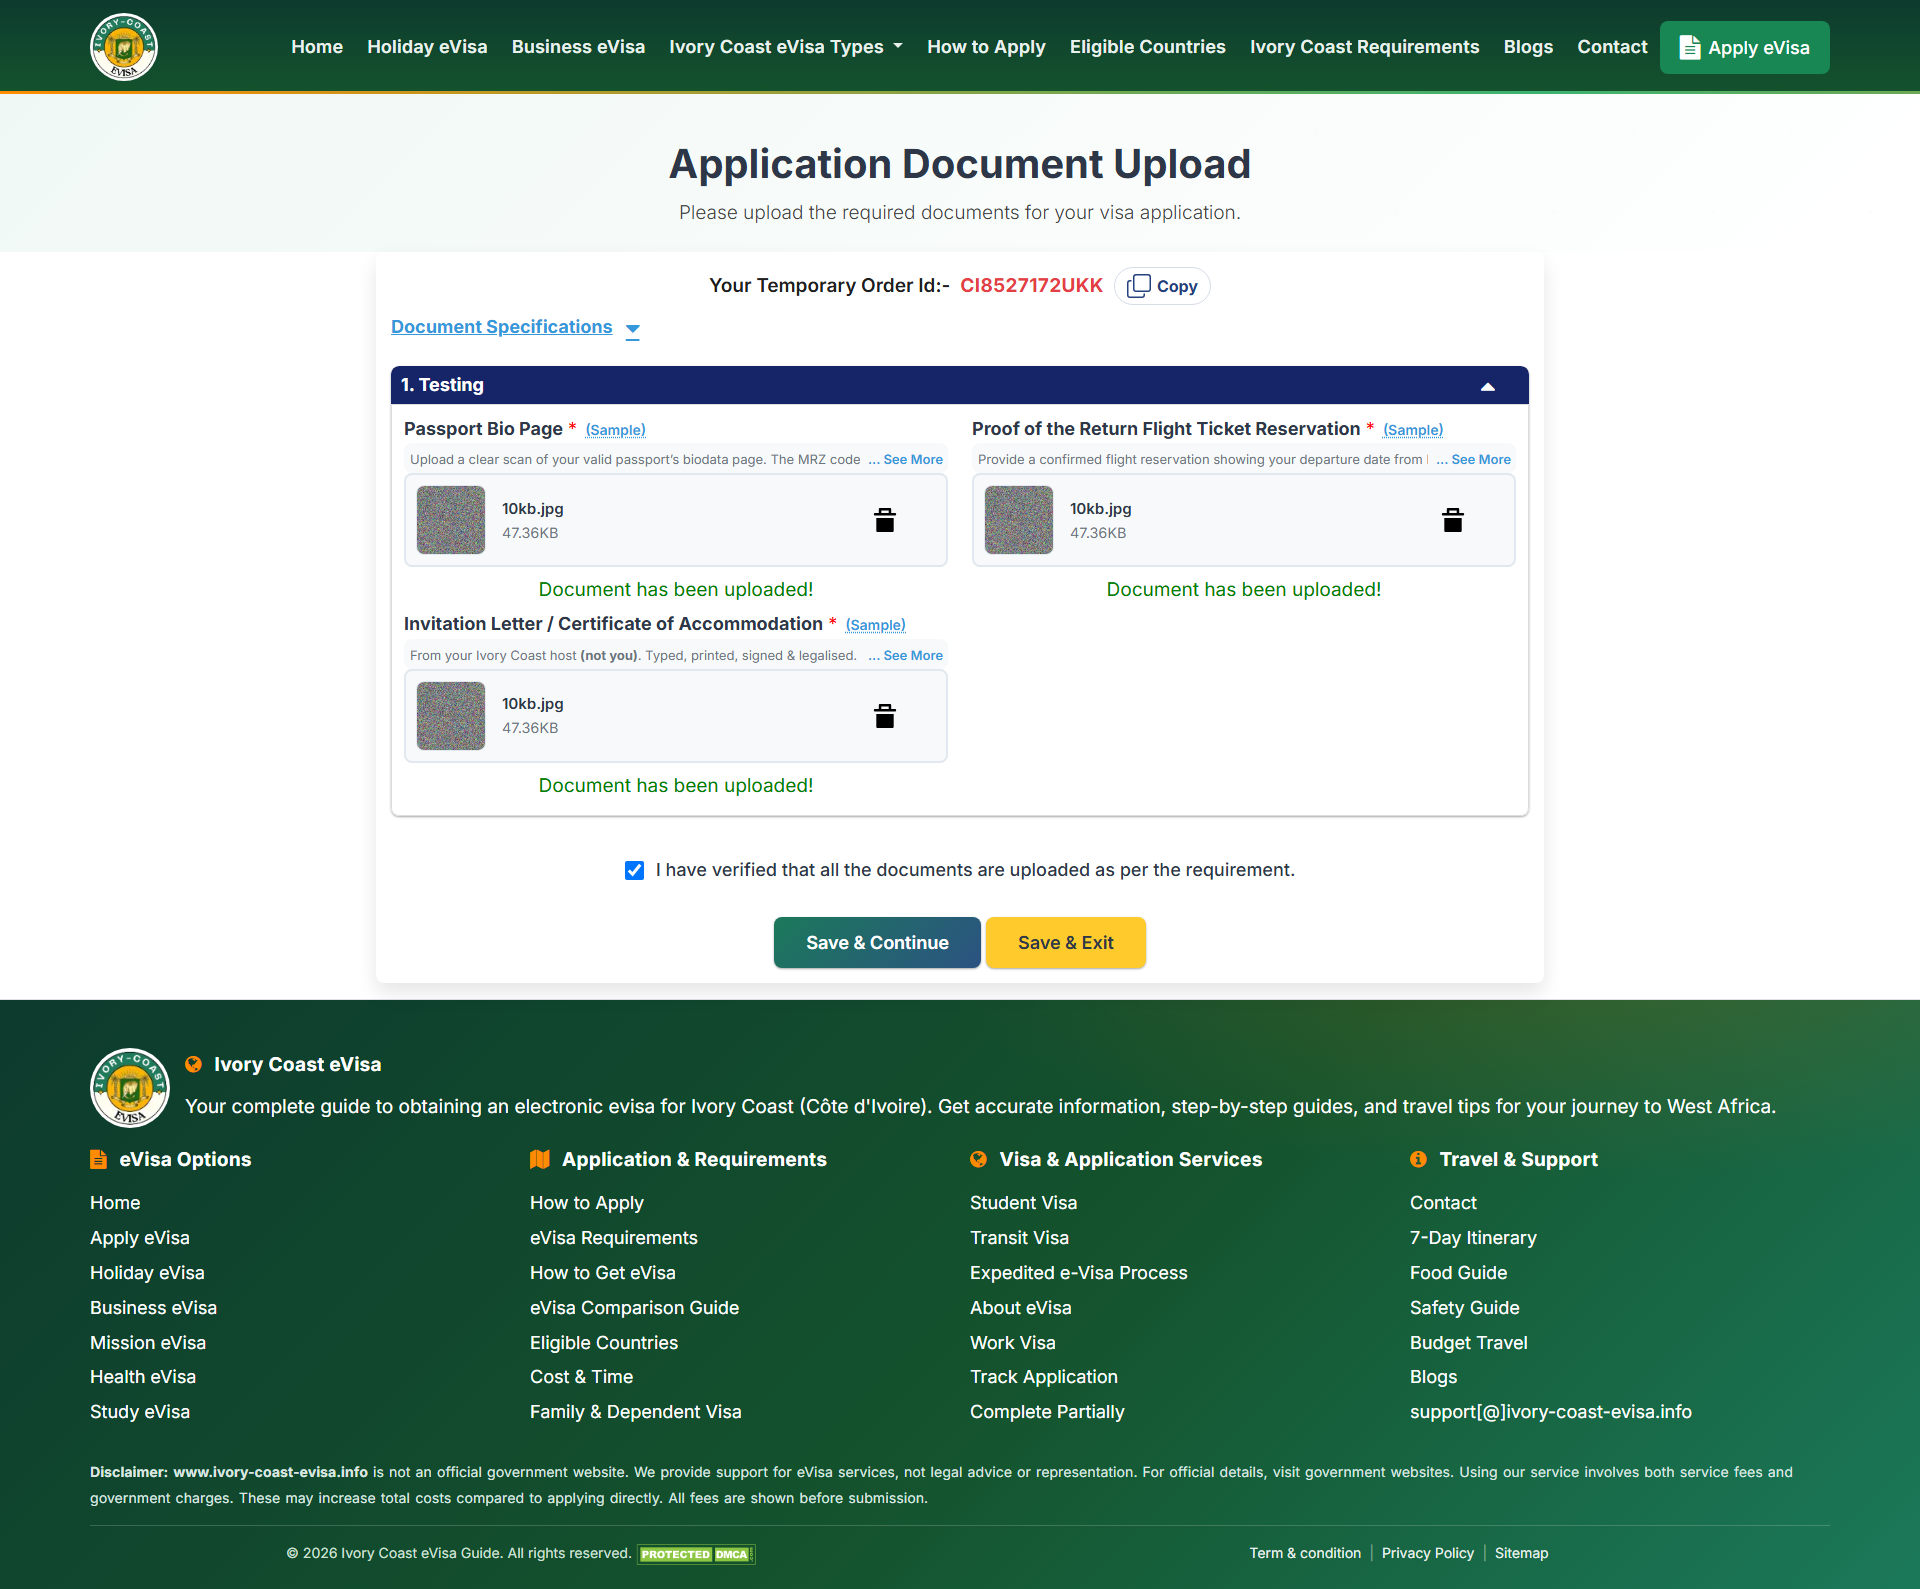 IVORY-COAST
EVISA
Home
Holiday eVisa
Business eVisa
Ivory Coast eVisa Types
How to Apply
Eligible Countries
Ivory Coast Requirements
Blogs
Contact
Apply eVisa
Application Document Upload
Please upload the required documents for your visa application.
Your Temporary Order Id:- CI8527172UKK
Copy
Document Specifications
1. Testing
Passport Bio Page * (Sample)
Upload a clear scan of your valid passport’s biodata page. The MRZ code ... See More
10kb.jpg
47.36KB
Document has been uploaded!
Proof of the Return Flight Ticket Reservation * (Sample)
Provide a confirmed flight reservation showing your departure date from ... See More
10kb.jpg
47.36KB
Document has been uploaded!
Invitation Letter / Certificate of Accommodation * (Sample)
From your Ivory Coast host (not you). Typed, printed, signed & legalised. ... See More
10kb.jpg
47.36KB
Document has been uploaded!
I have verified that all the documents are uploaded as per the requirement.
Save & Continue
Save & Exit
IVORY-COAST
EVISA
Ivory Coast eVisa
Your complete guide to obtaining an electronic evisa for Ivory Coast (Côte d'Ivoire). Get accurate information, step-by-step guides, and travel tips for your journey to West Africa.
eVisa Options
Home
Apply eVisa
Holiday eVisa
Business eVisa
Mission eVisa
Health eVisa
Study eVisa
Application & Requirements
How to Apply
eVisa Requirements
How to Get eVisa
eVisa Comparison Guide
Eligible Countries
Cost & Time
Family & Dependent Visa
Visa & Application Services
Student Visa
Transit Visa
Expedited e-Visa Process
About eVisa
Work Visa
Track Application
Complete Partially
Travel & Support
Contact
7-Day Itinerary
Food Guide
Safety Guide
Budget Travel
Blogs
support[@]ivory-coast-evisa.info
Disclaimer: www.ivory-coast-evisa.info is not an official government website. We provide support for eVisa services, not legal advice or representation. For official details, visit government websites. Using our service involves both service fees and
government charges. These may increase total costs compared to applying directly. All fees are shown before submission.
© 2026 Ivory Coast eVisa Guide. All rights reserved.
PROTECTED DMCA
Term & condition
Privacy Policy
Sitemap